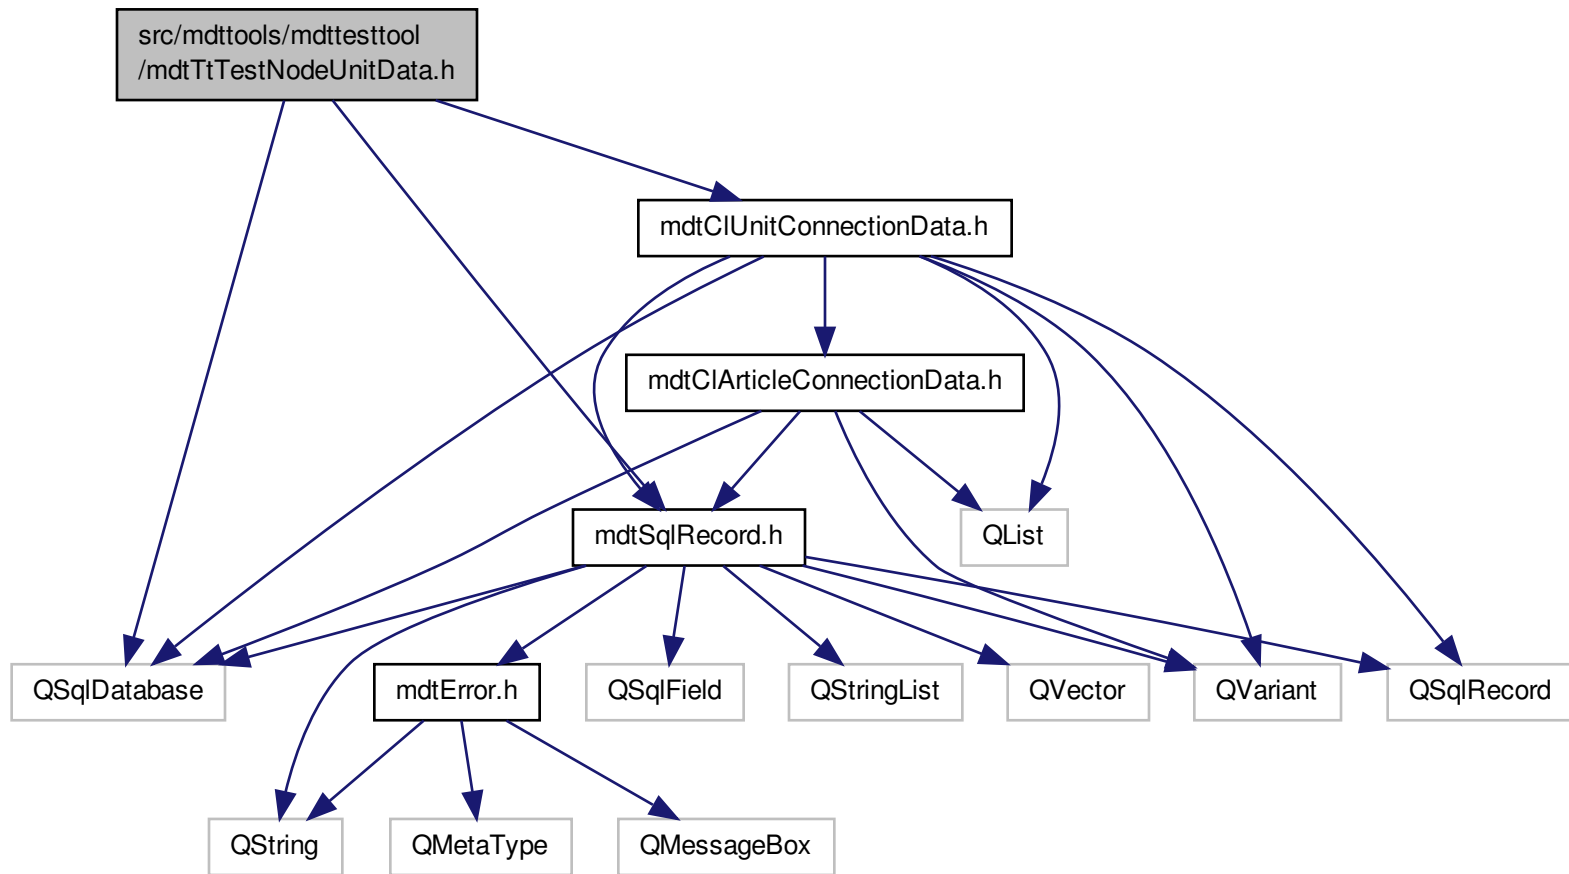 src/mdttools/mdttesttool
/mdtTtTestNodeUnitData.h
mdtClUnitConnectionData.h
mdtClArticleConnectionData.h
mdtSqlRecord.h
QList
QSqlDatabase
mdtError.h
QSqlField
QStringList
QVector
QVariant
QSqlRecord
QString
QMetaType
QMessageBox